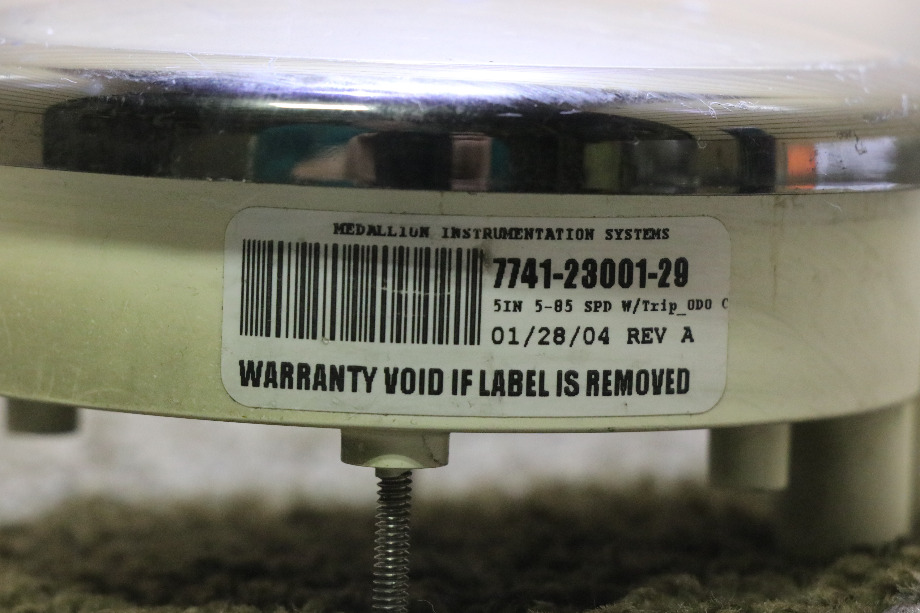 MEDALLION INSTRUMENTATION SYSTEMS
7741-23001-29
5IN 5-85 SPD W/Trip_ODO C
01/28/04 REV A
WARRANTY VOID IF LABEL IS REMOVED